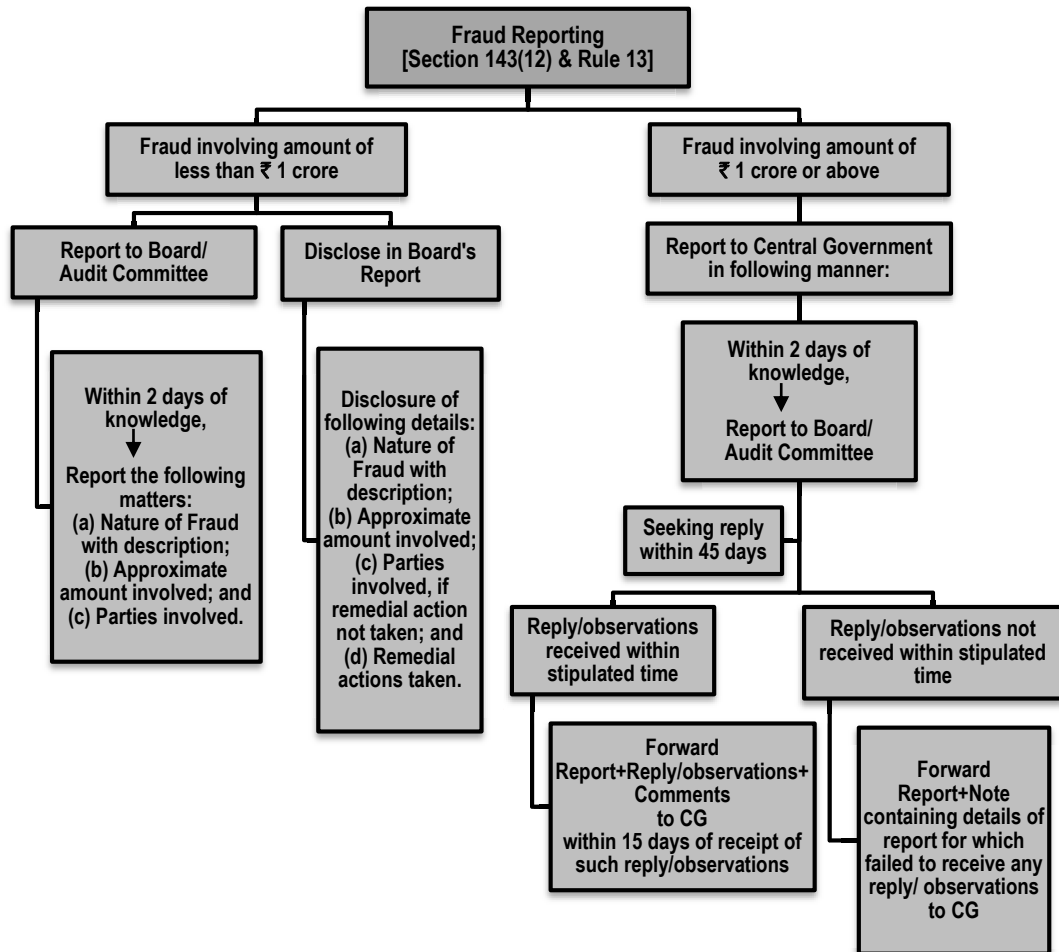 Fraud Reporting
[Section 143(12) & Rule 13]
Fraud involving amount of
less than ₹ 1 crore
Fraud involving amount of
₹ 1 crore or above
Report to Board/
Audit Committee
Disclose in Board's
Report
Report to Central Government
in following manner:
Within 2 days of
knowledge,
Report the following
matters:
(a) Nature of Fraud
with description;
(b) Approximate
amount involved; and
(c) Parties involved.
Disclosure of
following details:
(a) Nature of
Fraud with
description;
(b) Approximate
amount involved;
(c) Parties
involved, if
remedial action
not taken; and
(d) Remedial
actions taken.
Within 2 days of
knowledge,
Report to Board/
Audit Committee
Seeking reply
within 45 days
Reply/observations
received within
stipulated time
Reply/observations not
received within stipulated
time
Forward
Report+Reply/observations+
Comments
to CG
within 15 days of receipt of
such reply/observations
Forward
Report+Note
containing details of
report for which
failed to receive any
reply/ observations
to CG